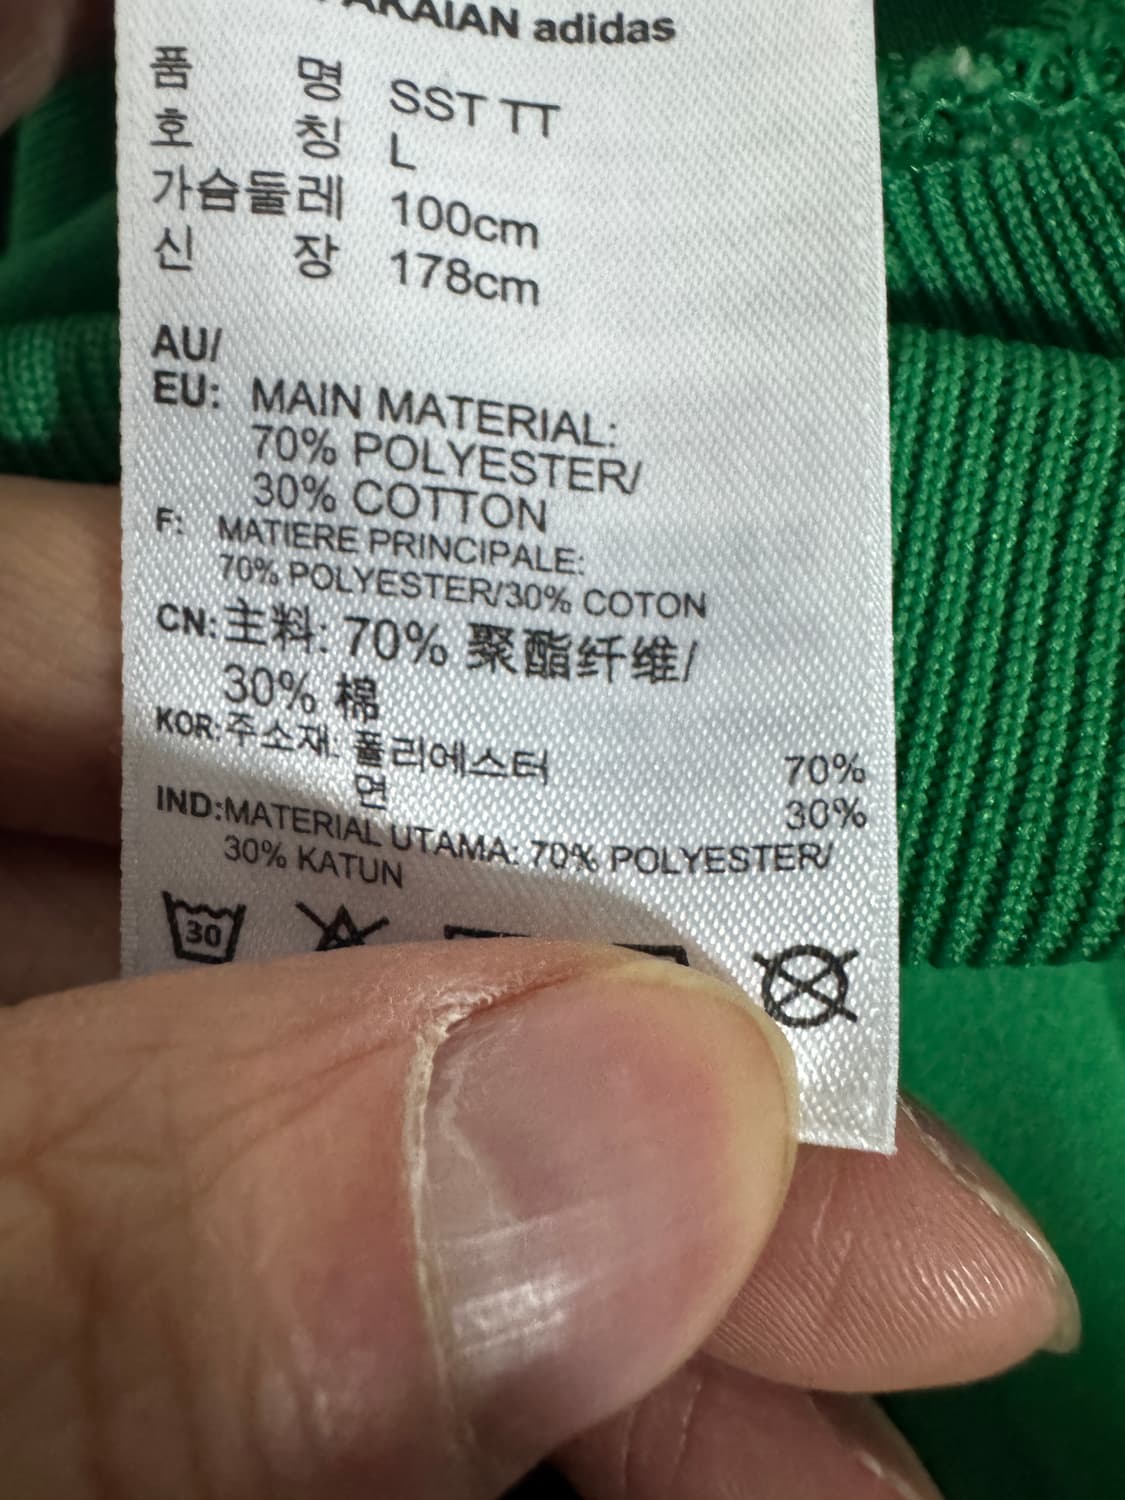 PAKAIAN adidas
품 명 SST TT
호 칭 L
가슴둘레 100cm
신 장 178cm
AU/
EU: MAIN MATERIAL:
70% POLYESTER/
30% COTTON
F: MATIERE PRINCIPALE:
70% POLYESTER/30% COTON
CN: 主料: 70% 聚酯纤维/
30% 棉
KOR: 주소재: 폴리에스터 70%
면 30%
IND: MATERIAL UTAMA: 70% POLYESTER/
30% KATUN
30